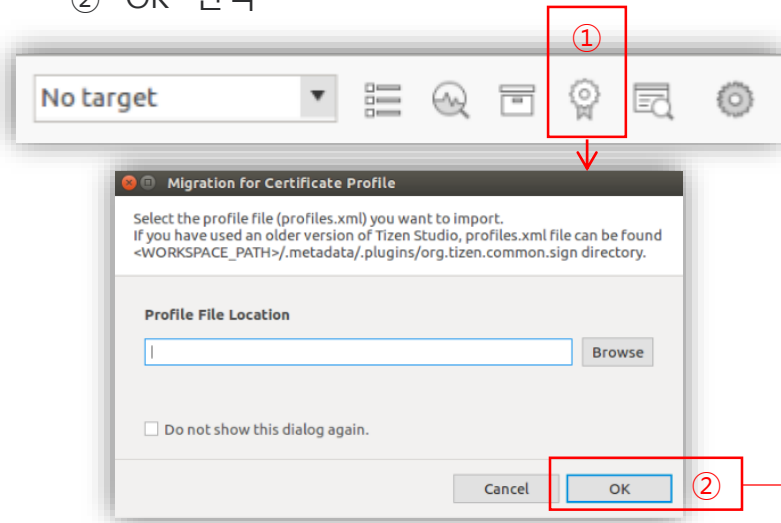 ② "OK"
①
No target
Migration for Certificate Profile
Select the profile file (profiles.xml) you want to import.
If you have used an older version of Tizen Studio, profiles.xml file can be found
<WORKSPACE_PATH>/.metadata/.plugins/org.tizen.common.sign directory.
Profile File Location
Browse
Do not show this dialog again.
Cancel
OK
②